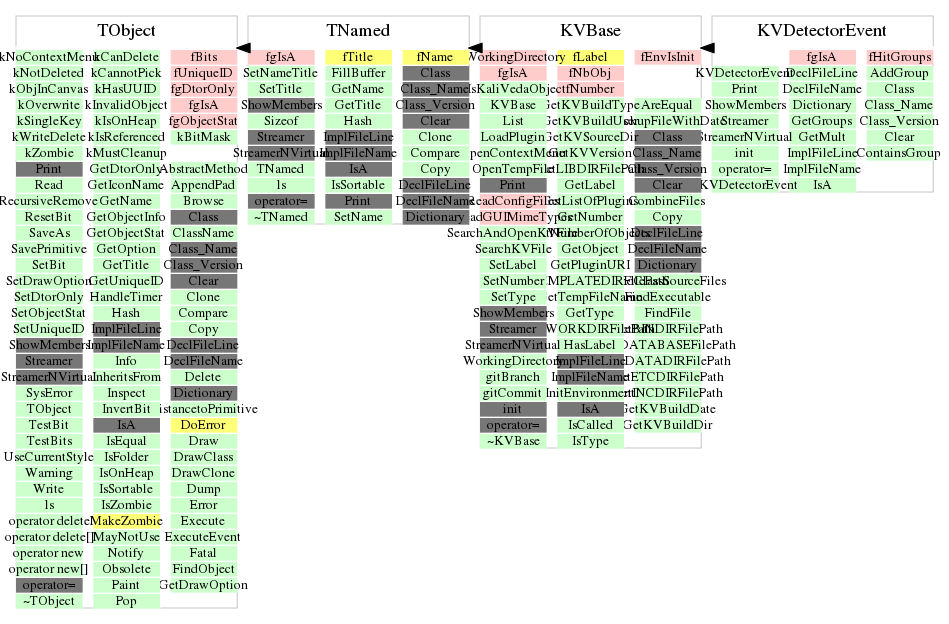 TObject TNamed KVBase KVDetectorEvent
kNoContextMenu kCanDelete fBits fgIsA fTitle fName WorkingDirectory fLabel fEnvIsInit fgIsA fHitGroups
kNotDeleted kCannotPick fUniqueID SetNameTitle FillBuffer Class fgIsA fNbObj KVDetectorEvent DeclFileLine AddGroup
kObjInCanvas kHasUUID fgDtorOnly SetTitle GetName Class_Name IsKaliVedaObject fNumber Print DeclFileName Class
kOverwrite kInvalidObject fgIsA ShowMembers GetTitle Class_Version KVBase GetKVBuildType AreEqual ShowMembers Dictionary Class_Name
kSingleKey kIsOnHeap fgObjectStat Sizeof Hash Clear List GetKVBuildUser Streamer GetGroups Class_Version
kWriteDelete kIsReferenced kBitMask Streamer ImplFileLine Clone LoadPlugin GetKVSourceDir Class StreamerNVirtual GetMult Clear
kZombie kMustCleanup StreamerNVirtual ImplFileName Compare OpenContextMenu GetKVVersion Class_Name init ImplFileLine ContainsGroup
Print GetDtorOnly AbstractMethod TNamed IsA Copy OpenTempFile GetLIBDIRFilePath Class_Version operator= ImplFileName
Read GetIconName AppendPad ls IsSortable DeclFileLine Print GetLabel Clear ~KVDetectorEvent IsA
RecursiveRemove GetName Browse operator= Print DeclFileName ReadConfigFiles GetListOfPlugins CombineFiles
ResetBit GetObjectInfo Class ~TNamed SetName Dictionary ReadGUIMimeTypes GetNumber Copy
SaveAs GetObjectStat ClassName SearchAndOpenKVFile GetNumberOfObjects DeclFileLine
SavePrimitive GetOption Class_Name SearchKVFile GetObject DeclFileName
SetBit GetTitle Class_Version SetLabel GetPluginURI Dictionary
SetDrawOption GetUniqueID Clear SetNumber
SetDtorOnly HandleTimer Clone SetType GetTempFileName FindExecutable
SetObjectStat Hash Compare ShowMembers GetType FindFile
SetUniqueID ImplFileLine Copy Streamer
ShowMembers ImplFileName DeclFileLine StreamerNVirtual HasLabel GetDATABASEFilePath
Streamer Info DeclFileName WorkingDirectory ImplFileLine GetDATADIRFilePath
StreamerNVirtual InheritsFrom Delete gitBranch ImplFileName GetETCDIRFilePath
SysError Inspect Dictionary gitCommit InitEnvironment GetINCDIRFilePath
TObject InvertBit DistancetoPrimitive init IsA GetKVBuildDate
TestBit IsA DoError operator= IsCalled GetKVBuildDir
TestBits IsEqual Draw ~KVBase IsType
UseCurrentStyle IsFolder DrawClass
Warning IsOnHeap DrawClone
Write IsSortable Dump
ls IsZombie Error
operator delete MakeZombie Execute
operator delete[] MayNotUse ExecuteEvent
operator new Notify Fatal
operator new[] Obsolete FindObject
operator= Paint GetDrawOption
~TObject Pop